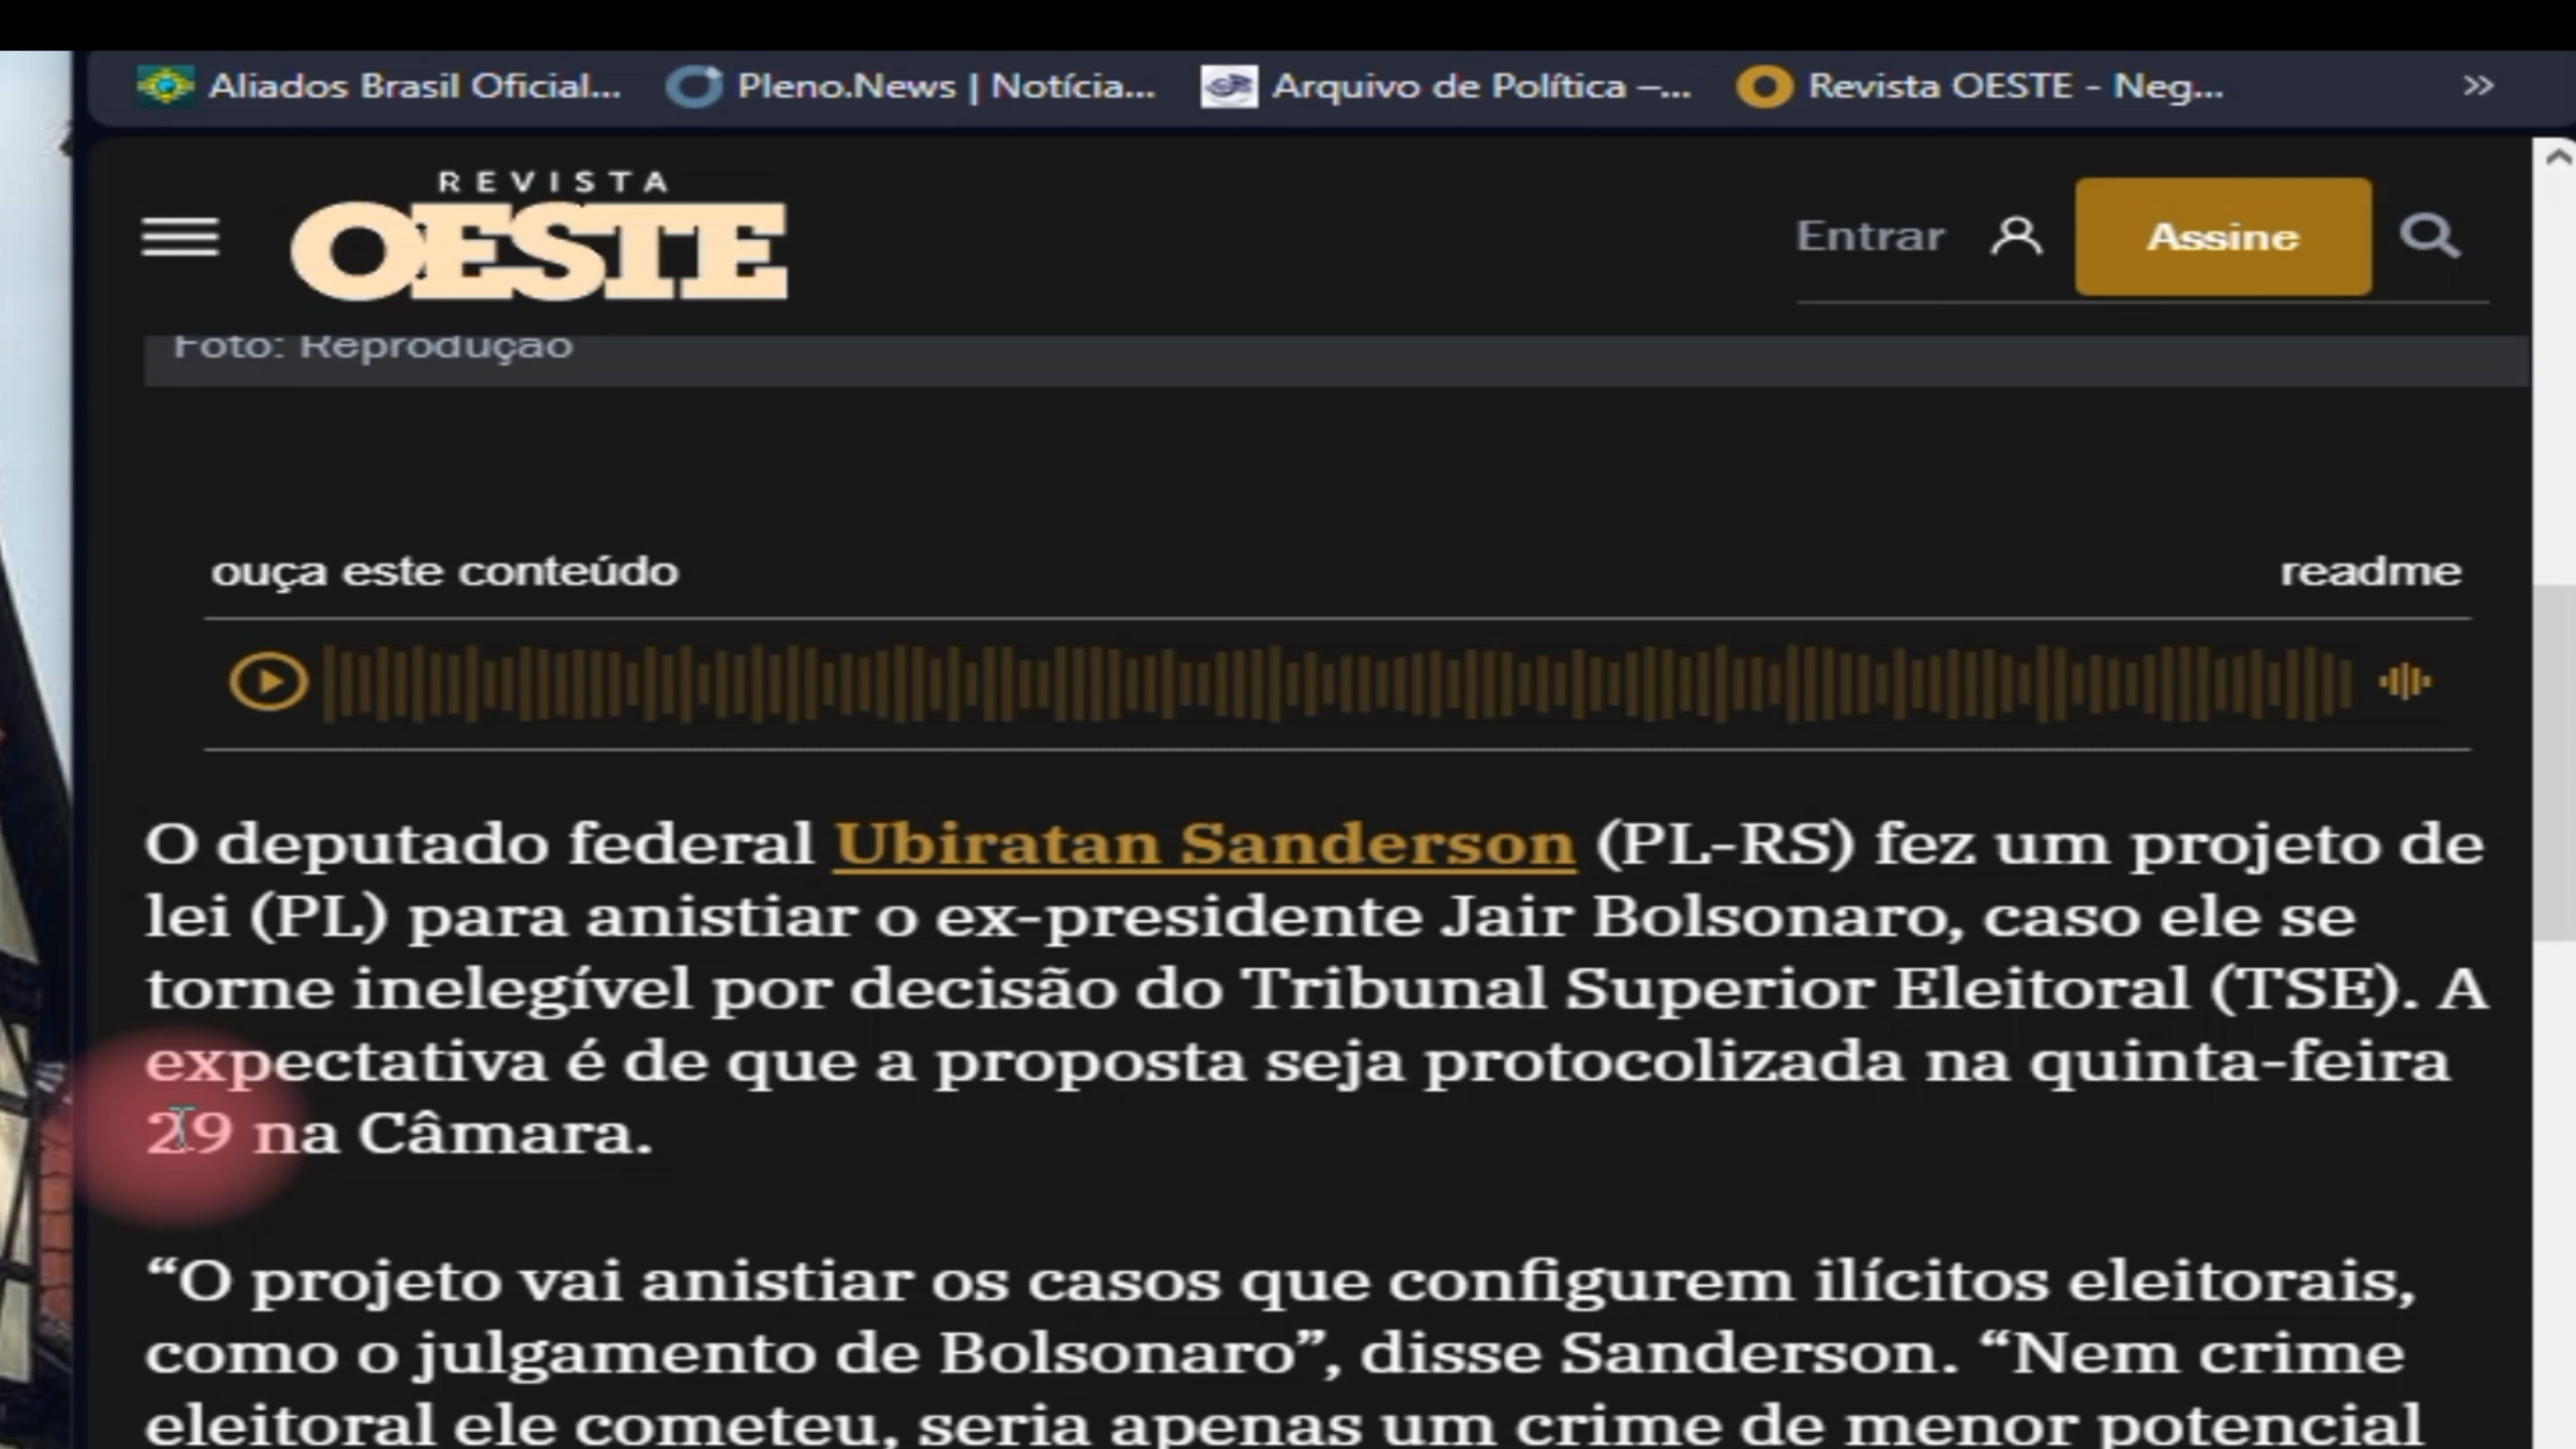 Aliados Brasil Oficial...
Pleno.News | Notícia...
Arquivo de Política –...
Revista OESTE - Neg...
REVISTA
OESTE
Entrar
Assine
Foto: Reprodução
ouça este conteúdo
readme
O deputado federal Ubiratan Sanderson (PL-RS) fez um projeto de
lei (PL) para anistiar o ex-presidente Jair Bolsonaro, caso ele se
torne inelegível por decisão do Tribunal Superior Eleitoral (TSE). A
expectativa é de que a proposta seja protocolizada na quinta-feira
29 na Câmara.
“O projeto vai anistiar os casos que configurem ilícitos eleitorais,
como o julgamento de Bolsonaro”, disse Sanderson. “Nem crime
eleitoral ele cometeu, seria apenas um crime de menor potencial